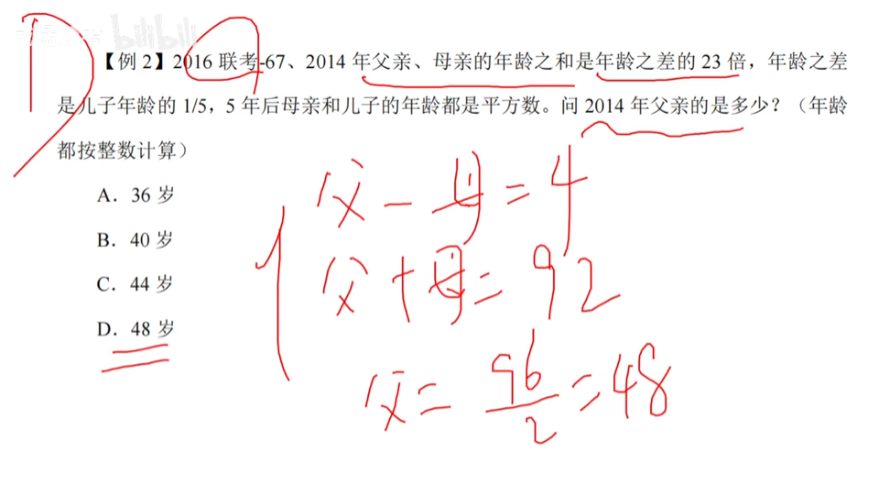 bilibili
【例 2】2016 联考-67、2014 年父亲、母亲的年龄之和是年龄之差的 23 倍，年龄之差
是儿子年龄的 1/5，5 年后母亲和儿子的年龄都是平方数。问 2014 年父亲的是多少？（年龄
都按整数计算）
A．36 岁
B．40 岁
C．44 岁
D．48 岁
父－母＝4
父＋母＝92
父＝96/2＝48